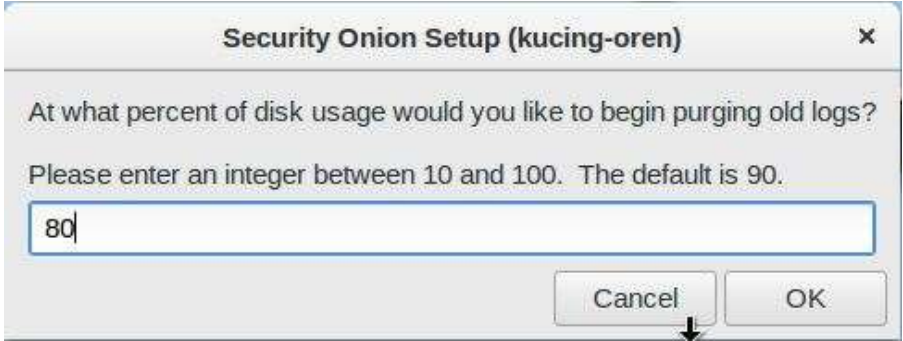 Security Onion Setup (kucing-oren) ×
At what percent of disk usage would you like to begin purging old logs?
Please enter an integer between 10 and 100.  The default is 90.
80
Cancel OK